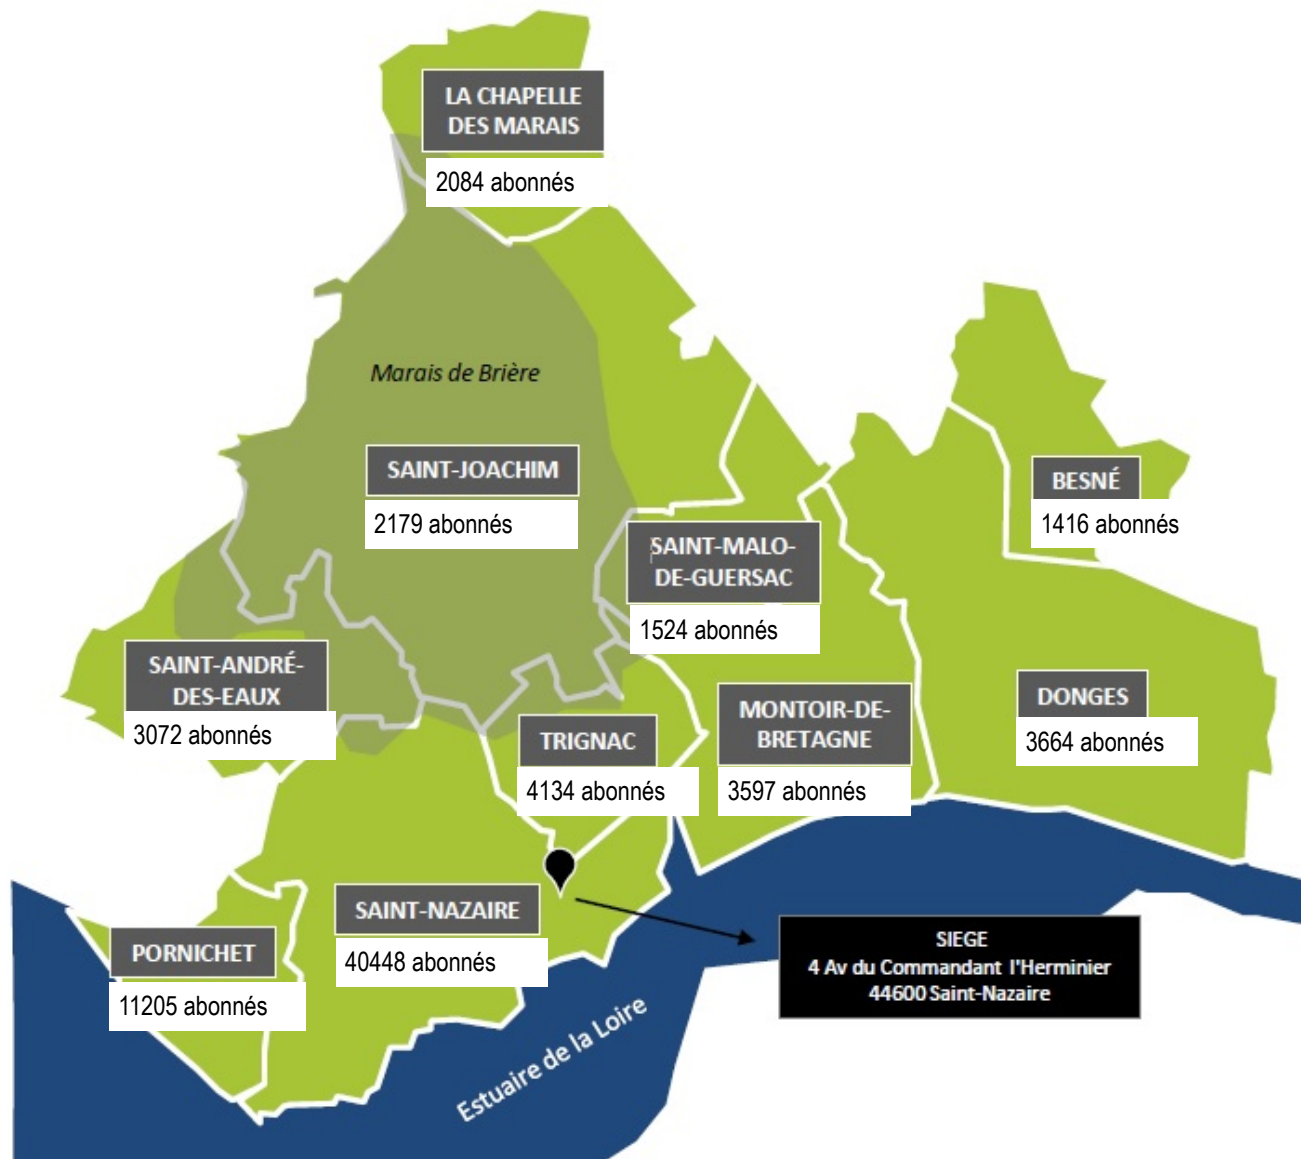 LA CHAPELLE
DES MARAIS
2084 abonnés
Marais de Brière
SAINT-JOACHIM
2179 abonnés
BESNÉ
1416 abonnés
SAINT-MALO-
DE-GUERSAC
1524 abonnés
SAINT-ANDRÉ-
DES-EAUX
3072 abonnés
TRIGNAC
4134 abonnés
MONTOIR-DE-
BRETAGNE
3597 abonnés
DONGES
3664 abonnés
SAINT-NAZAIRE
40448 abonnés
PORNICHET
11205 abonnés
SIEGE
4 Av du Commandant l'Herminier
44600 Saint-Nazaire
Estuaire de la Loire